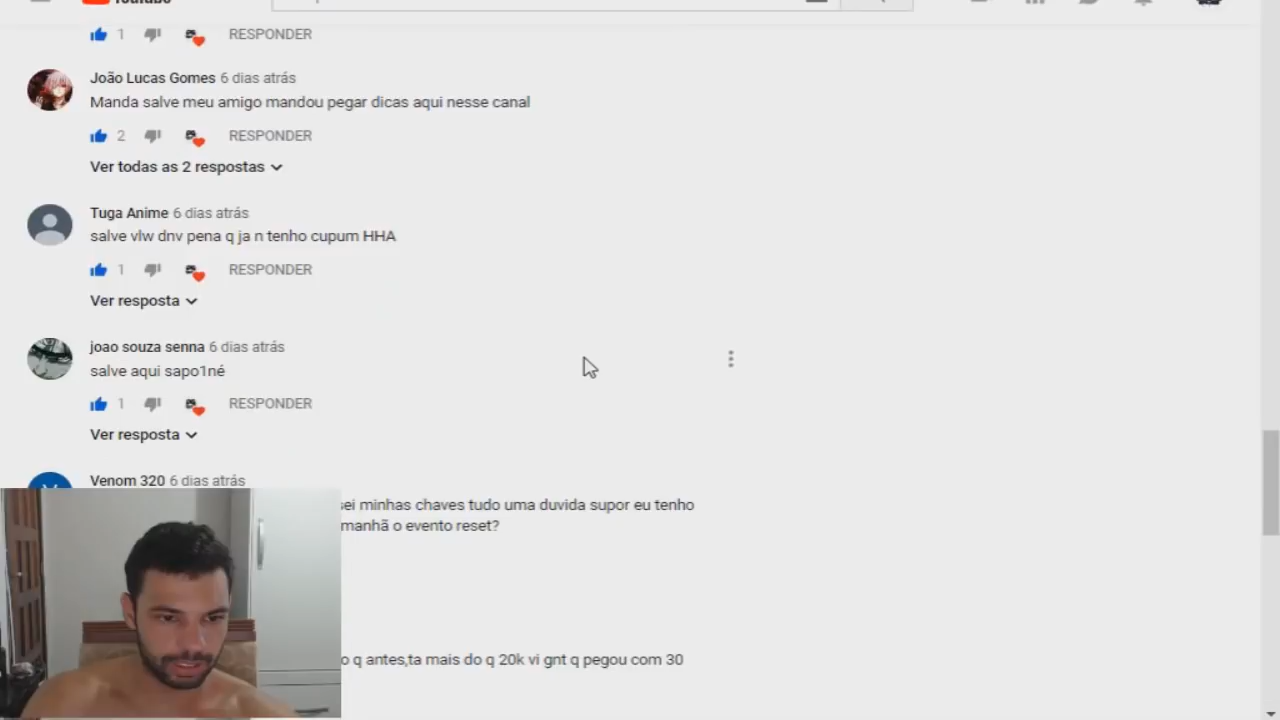 1 RESPONDER
João Lucas Gomes 6 dias atrás
Manda salve meu amigo mandou pegar dicas aqui nesse canal
2 RESPONDER
Ver todas as 2 respostas
Tuga Anime 6 dias atrás
salve vlw dnv pena q ja n tenho cupum HHA
1 RESPONDER
Ver resposta
joao souza senna 6 dias atrás
salve aqui sapo1né
1 RESPONDER
Ver resposta
Venom 320 6 dias atrás
sei minhas chaves tudo uma duvida supor eu tenho
manhã o evento reset?
o q antes,ta mais do q 20k vi gnt q pegou com 30